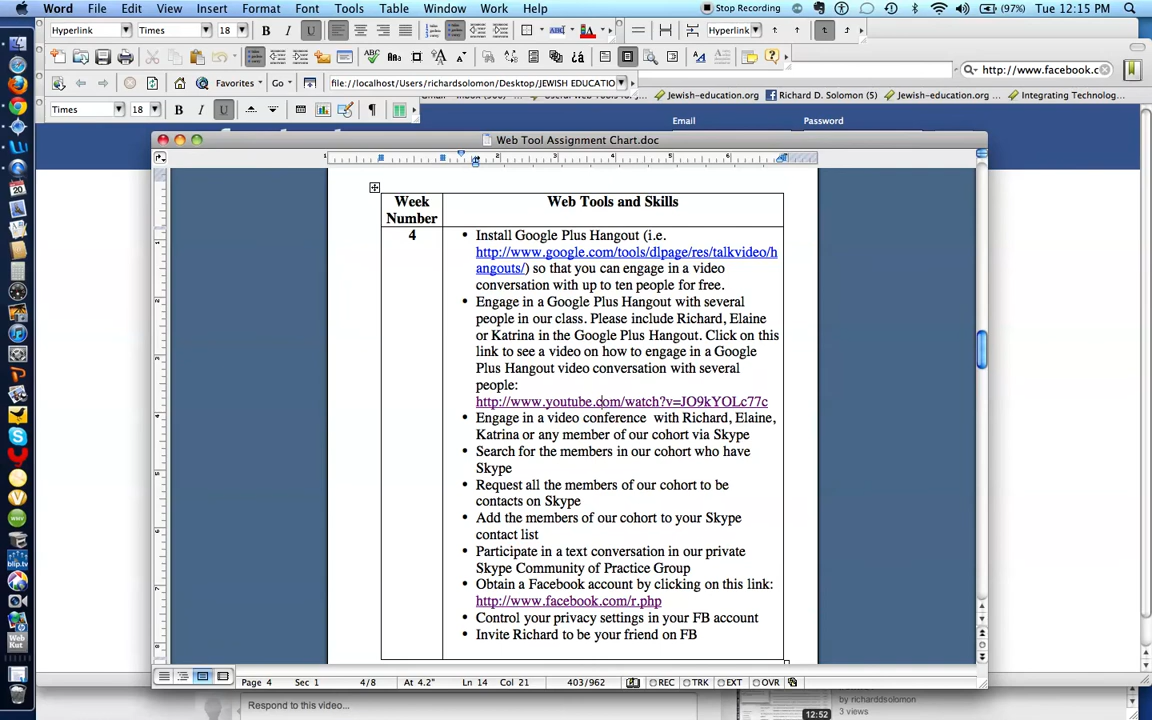 Word File Edit View Insert Format Font Tools Table Window Work Help Stop Recording (97%) Tue 12:15 PM
Hyperlink Times 18 Hyperlink
Favorites Go file://localhost/Users/richardsolomon/Desktop/JEWISH EDUCATIO http://www.facebook.c
Times 18 Jewish-education.org Richard D. Solomon (5) Jewish-education.org ... Integrating Technolog...
Email Password
Web Tool Assignment Chart.doc
Week Number
Web Tools and Skills
4
• Install Google Plus Hangout (i.e.
http://www.google.com/tools/dlpage/res/talkvideo/h
angouts/) so that you can engage in a video
conversation with up to ten people for free.
• Engage in a Google Plus Hangout with several
people in our class. Please include Richard, Elaine
or Katrina in the Google Plus Hangout. Click on this
link to see a video on how to engage in a Google
Plus Hangout video conversation with several
people:
http://www.youtube.com/watch?v=JO9kYOLc77c
• Engage in a video conference with Richard, Elaine,
Katrina or any member of our cohort via Skype
• Search for the members in our cohort who have
Skype
• Request all the members of our cohort to be
contacts on Skype
• Add the members of our cohort to your Skype
contact list
• Participate in a text conversation in our private
Skype Community of Practice Group
• Obtain a Facebook account by clicking on this link:
http://www.facebook.com/r.php
• Control your privacy settings in your FB account
• Invite Richard to be your friend on FB
Page 4 Sec 1 4/8 At 4.2" Ln 14 Col 21 403/962 REC TRK EXT OVR
Respond to this video...
by richarddsolomon
3 views
12:52